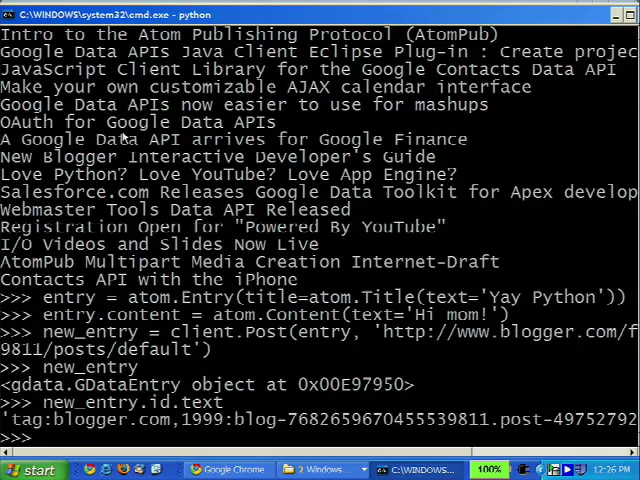 C:\WINDOWS\system32\cmd.exe - python
Intro to the Atom Publishing Protocol (AtomPub)
Google Data APIs Java Client Eclipse Plug-in : Create projec
JavaScript Client Library for the Google Contacts Data API
Make your own customizable AJAX calendar interface
Google Data APIs now easier to use for mashups
OAuth for Google Data APIs
A Google Data API arrives for Google Finance
New Blogger Interactive Developer's Guide
Love Python? Love YouTube? Love App Engine?
Salesforce.com Releases Google Data Toolkit for Apex develop
Webmaster Tools Data API Released
Registration Open for "Powered By YouTube"
I/O Videos and Slides Now Live
AtomPub Multipart Media Creation Internet-Draft
Contacts API with the iPhone
>>> entry = atom.Entry(title=atom.Title(text='Yay Python'))
>>> entry.content = atom.Content(text='Hi mom!')
>>> new_entry = client.Post(entry, 'http://www.blogger.com/f
9811/posts/default')
>>> new_entry
<gdata.GDataEntry object at 0x00E97950>
>>> new_entry.id.text
'tag:blogger.com,1999:blog-7682659670455539811.post-49752792
>>>
start
Google Chrome
2 Windows...
C:\WINDOWS...
100%
12:26 PM